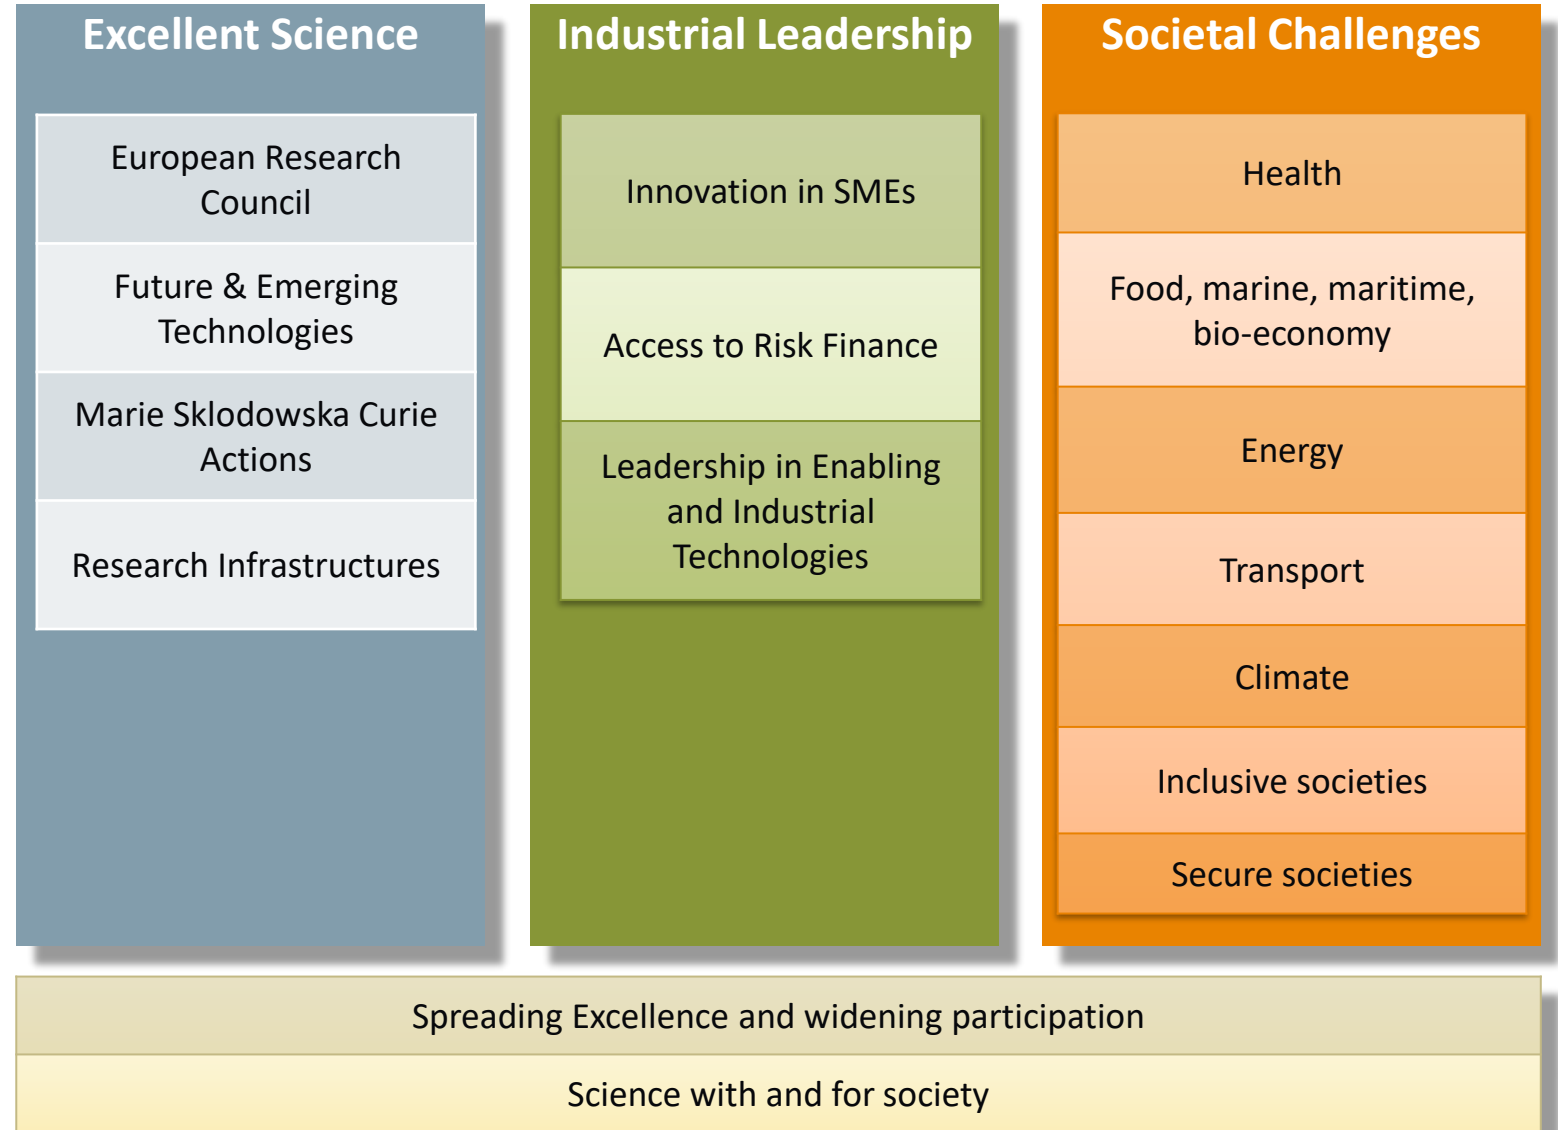 Excellent Science
European Research
Council
Future & Emerging
Technologies
Marie Sklodowska Curie
Actions
Research Infrastructures
Industrial Leadership
Innovation in SMEs
Access to Risk Finance
Leadership in Enabling
and Industrial
Technologies
Societal Challenges
Health
Food, marine, maritime,
bio-economy
Energy
Transport
Climate
Inclusive societies
Secure societies
Spreading Excellence and widening participation
Science with and for society